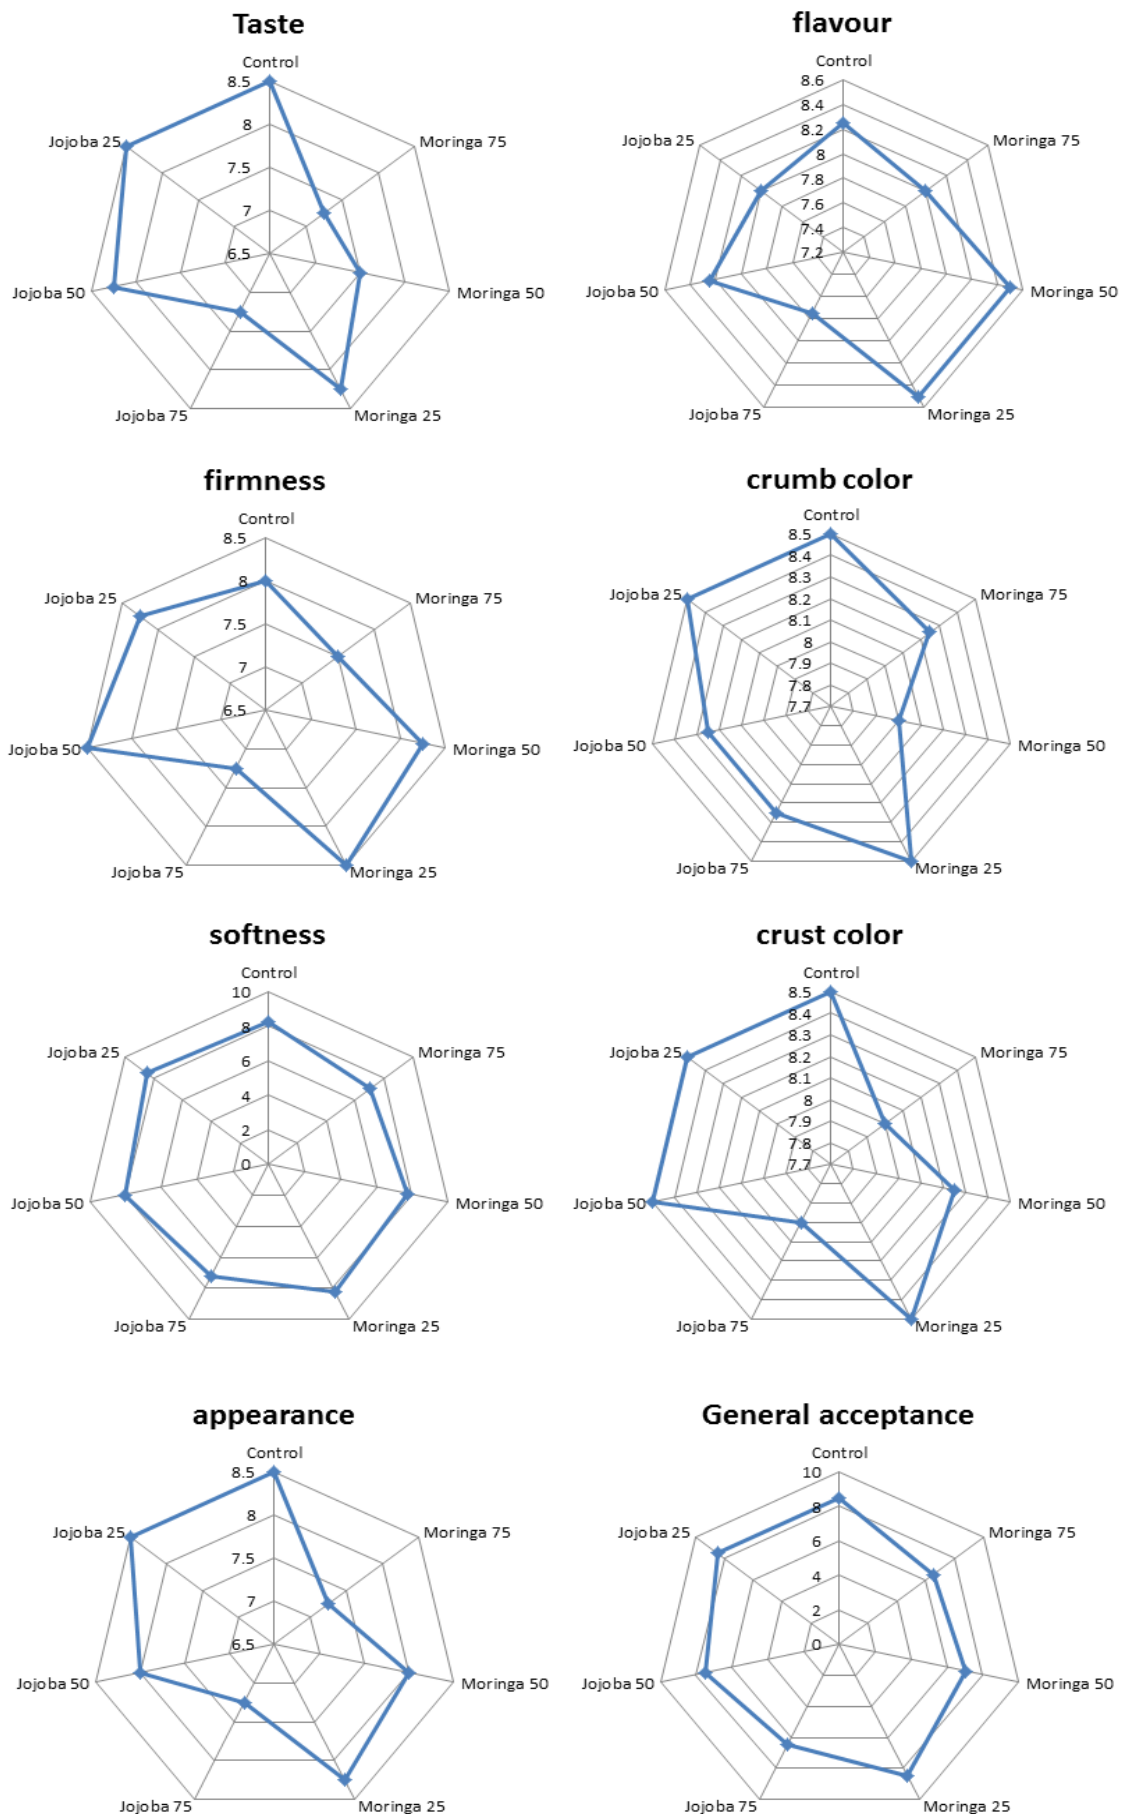 Taste
Control
8.5
8
7.5
7
6.5
Jojoba 25
Moringa 75
Jojoba 50
Moringa 50
Jojoba 75
Moringa 25
flavour
Control
8.6
8.4
8.2
8
7.8
7.6
7.4
7.2
Jojoba 25
Moringa 75
Jojoba 50
Moringa 50
Jojoba 75
Moringa 25
firmness
Control
8.5
8
7.5
7
6.5
Jojoba 25
Moringa 75
Jojoba 50
Moringa 50
Jojoba 75
Moringa 25
crumb color
Control
8.5
8.4
8.3
8.2
8.1
8
7.9
7.8
7.7
Jojoba 25
Moringa 75
Jojoba 50
Moringa 50
Jojoba 75
Moringa 25
softness
Control
10
8
6
4
2
0
Jojoba 25
Moringa 75
Jojoba 50
Moringa 50
Jojoba 75
Moringa 25
crust color
Control
8.5
8.4
8.3
8.2
8.1
8
7.9
7.8
7.7
Jojoba 25
Moringa 75
Jojoba 50
Moringa 50
Jojoba 75
Moringa 25
appearance
Control
8.5
8
7.5
7
6.5
Jojoba 25
Moringa 75
Jojoba 50
Moringa 50
Jojoba 75
Moringa 25
General acceptance
Control
10
8
6
4
2
0
Jojoba 25
Moringa 75
Jojoba 50
Moringa 50
Jojoba 75
Moringa 25